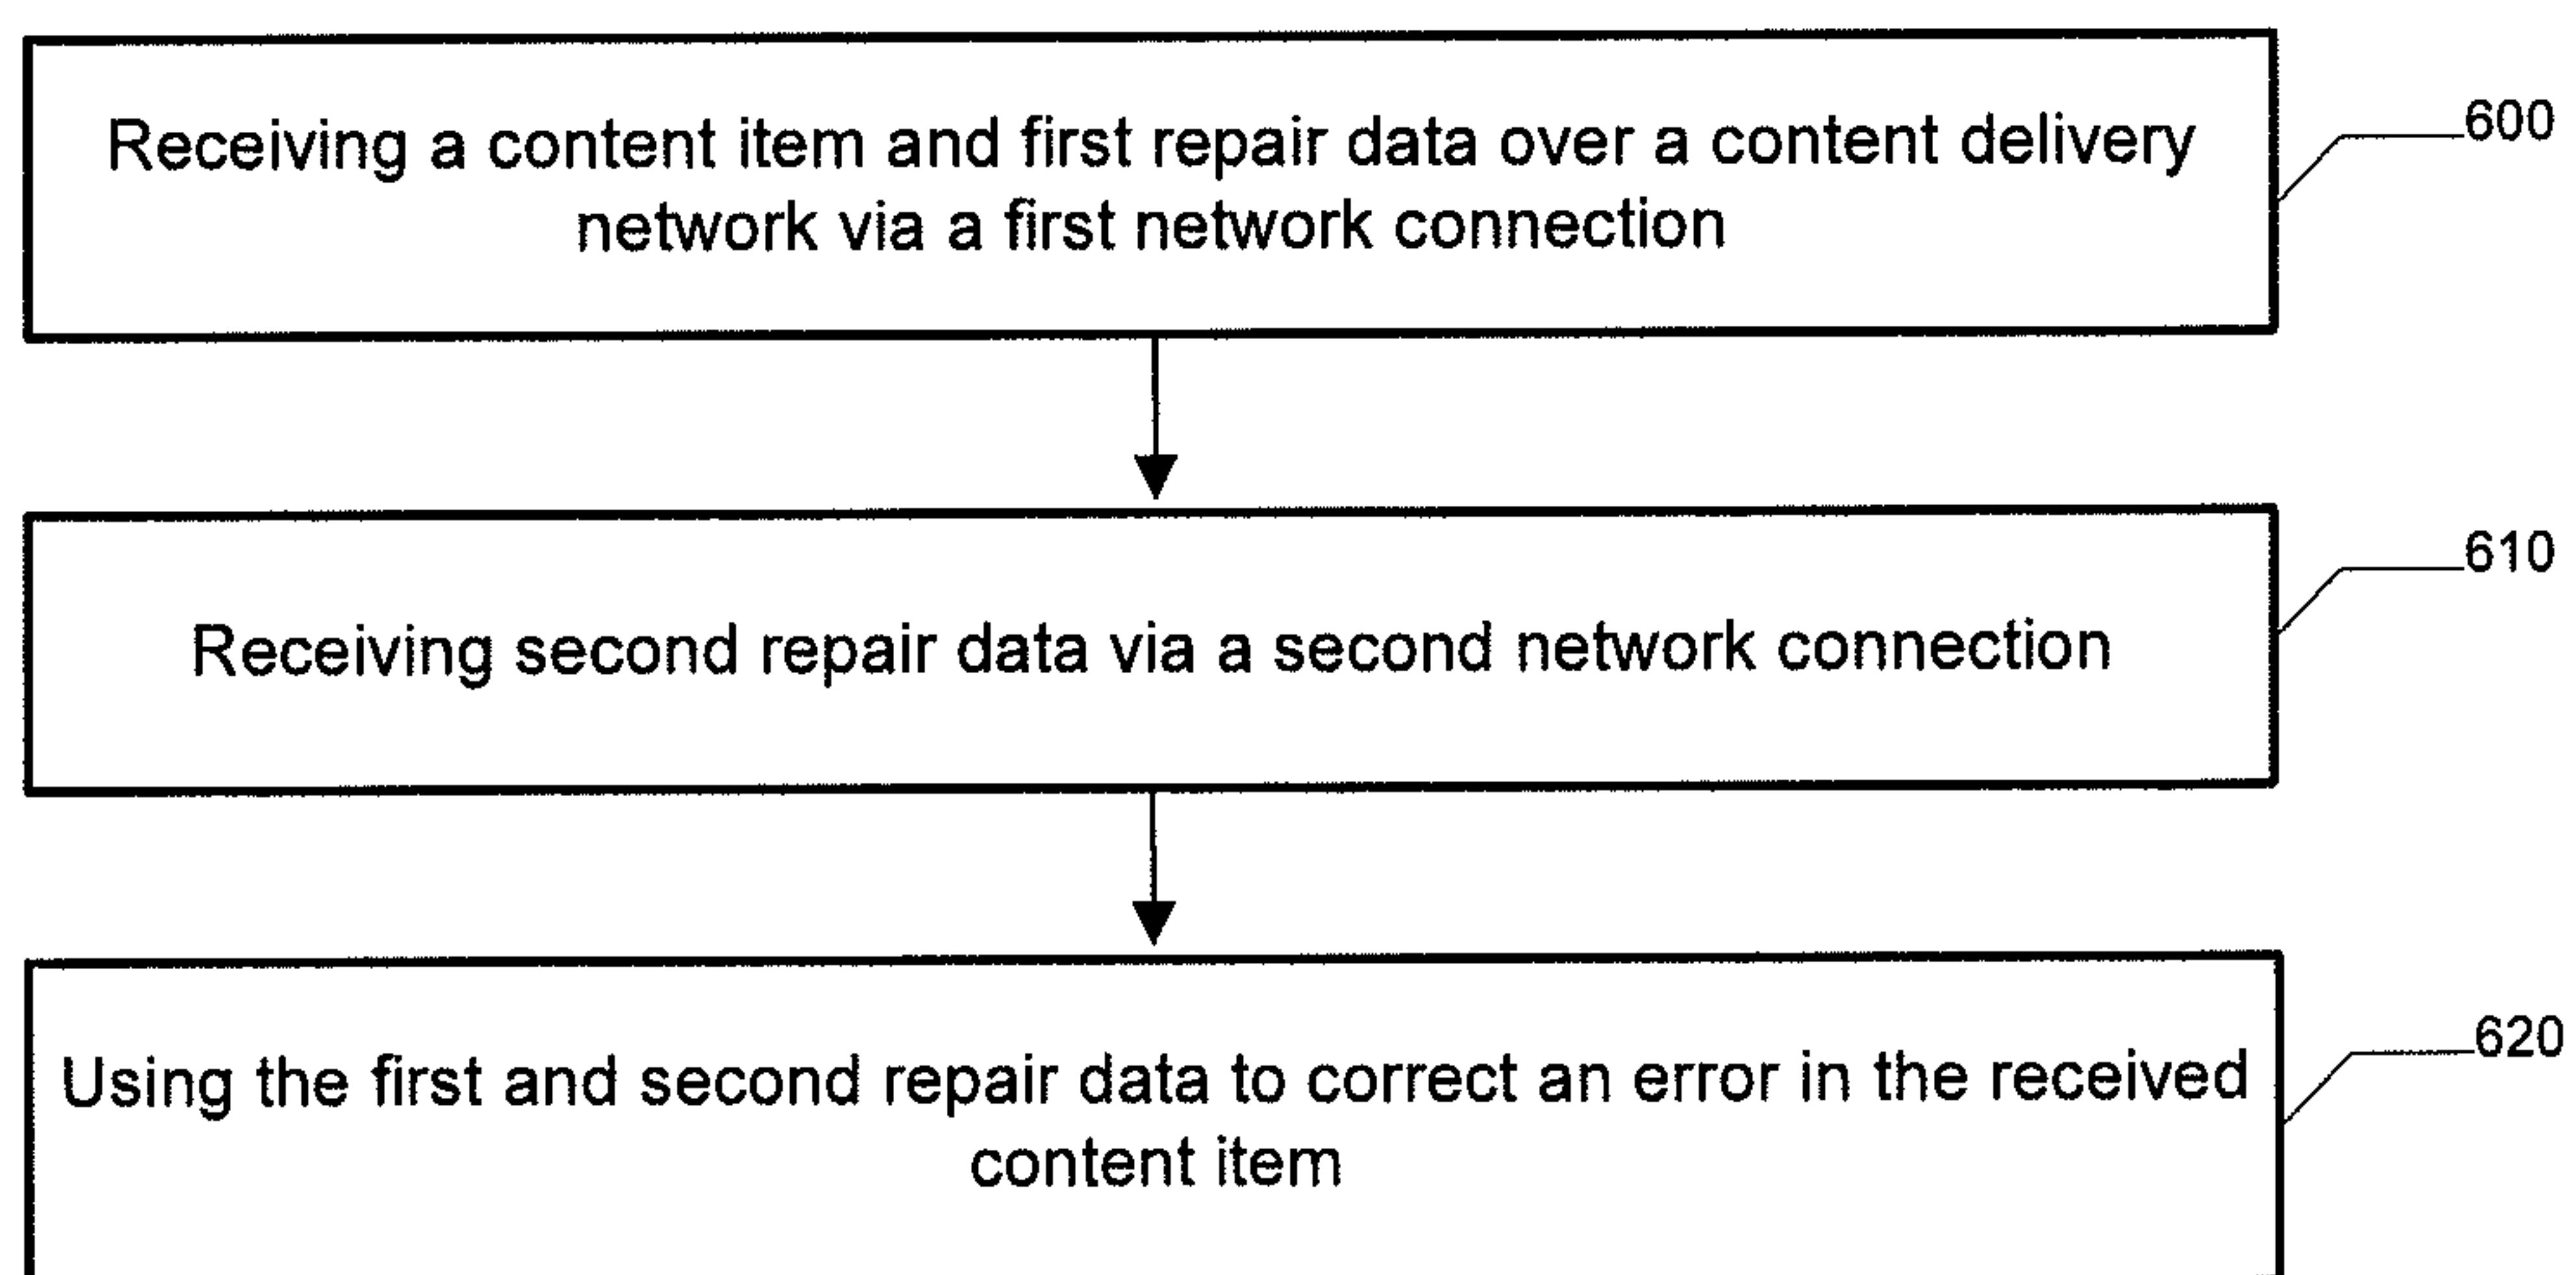 Receiving a content item and first repair data over a content delivery
network via a first network connection
600
Receiving second repair data via a second network connection
610
Using the first and second repair data to correct an error in the received
content item
620